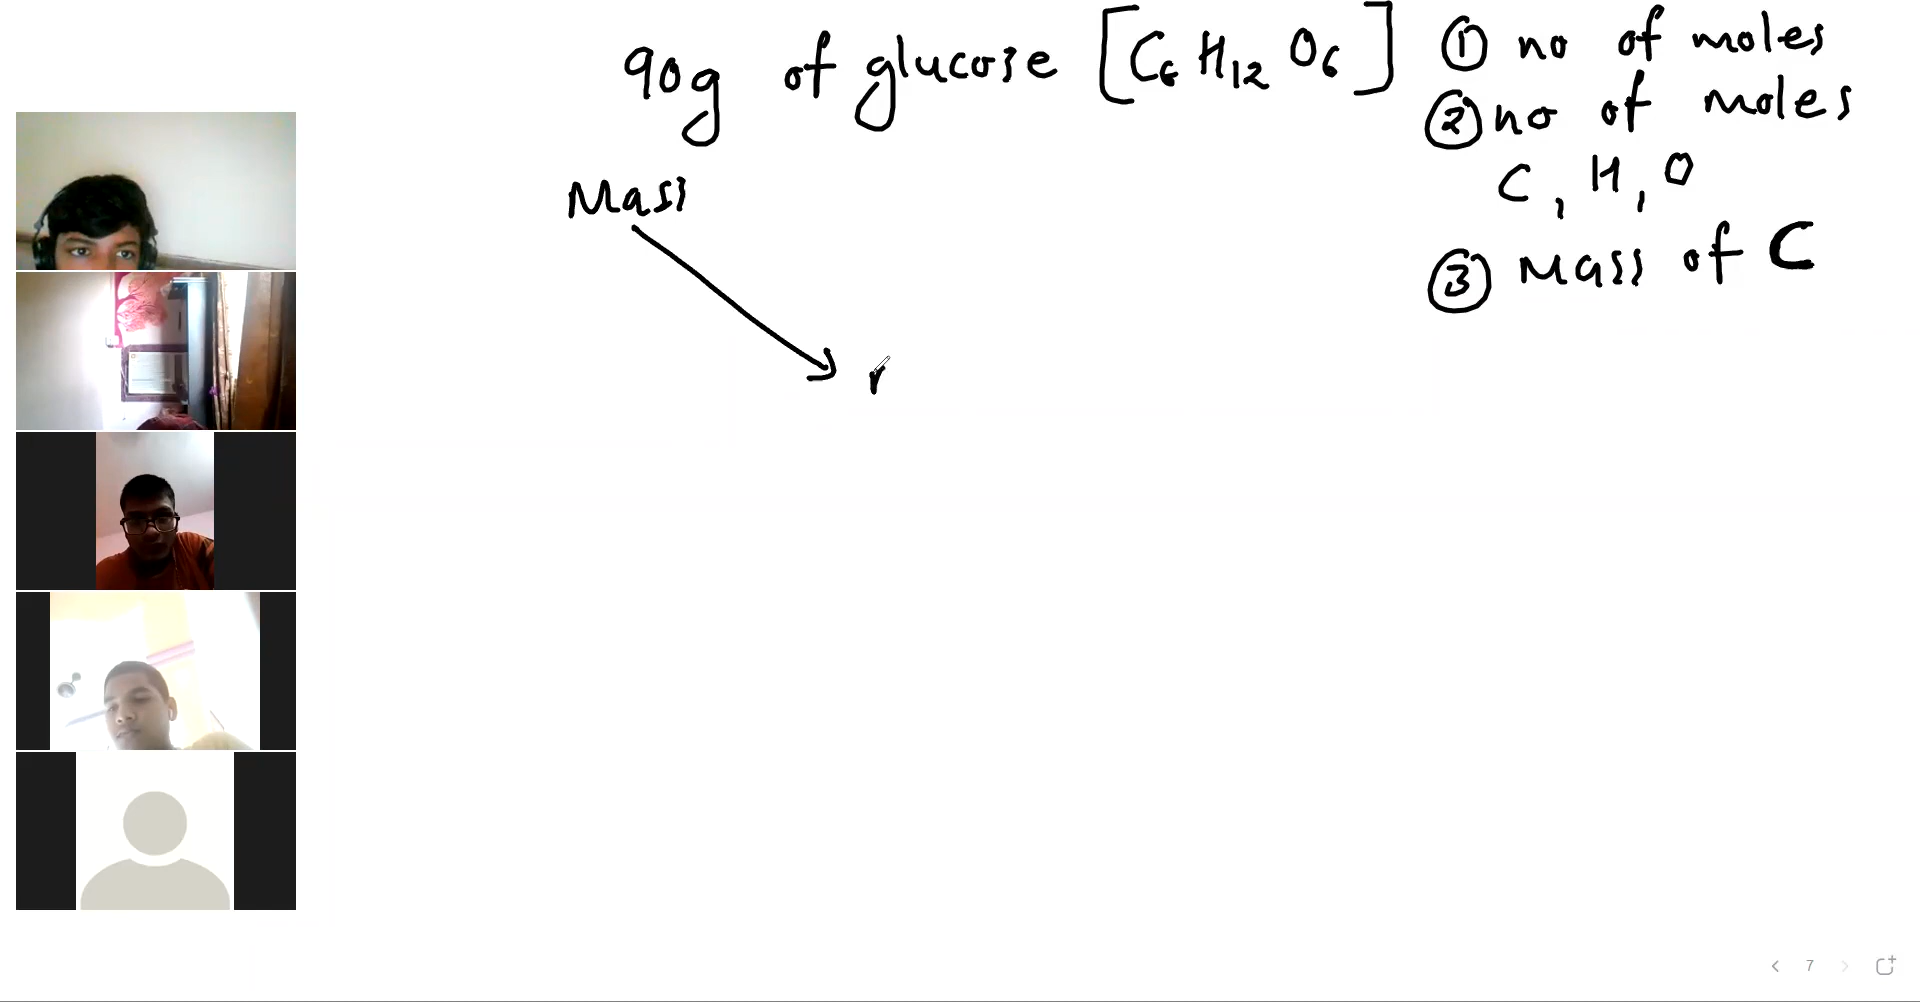 90g of glucose [C6 H12 O6]
① no of moles
② no of moles
C, H, O
③ Mass of C
Mass
7